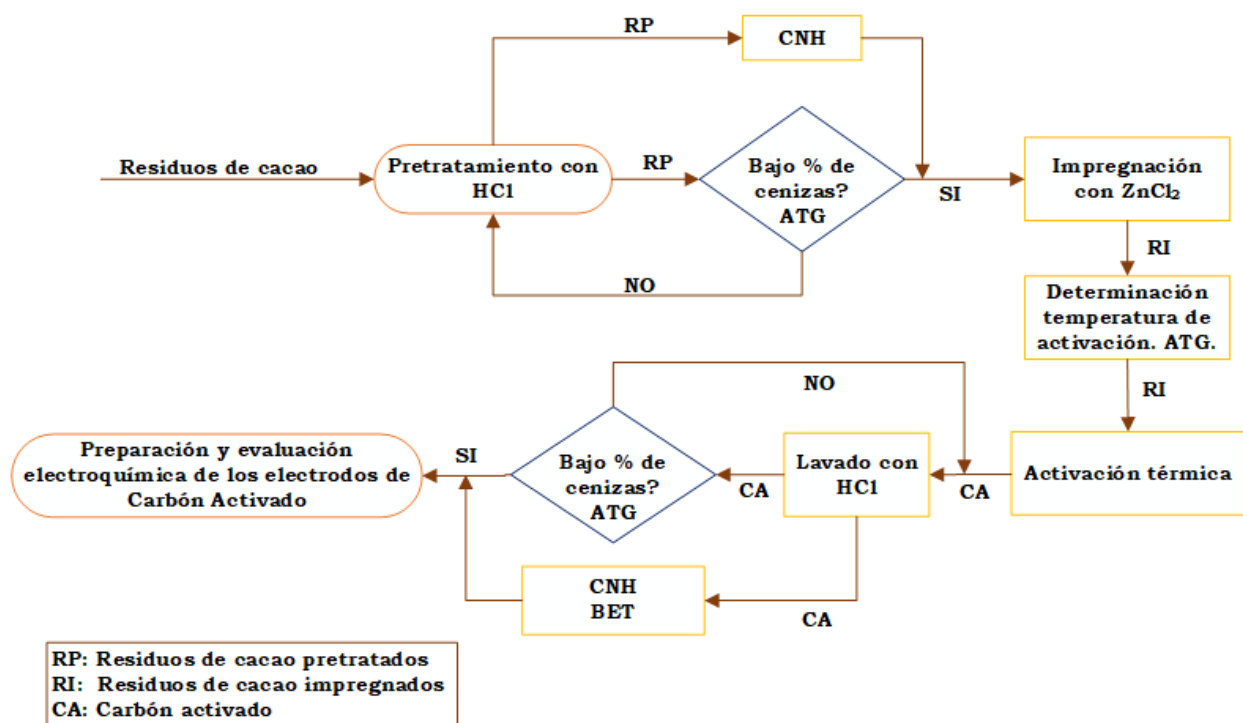 RP
CNH
Residuos de cacao
Pretratamiento con
HCl
RP
Bajo % de
cenizas?
ATG
SI
Impregnación
con ZnCl₂
NO
RI
Determinación
temperatura de
activación. ATG.
RI
NO
Preparación y evaluación
electroquímica de los electrodos de
Carbón Activado
SI
Bajo % de
cenizas?
ATG
CA
Lavado con
HCl
CA
Activación térmica
CNH
BET
CA
RP: Residuos de cacao pretratados
RI: Residuos de cacao impregnados
CA: Carbón activado